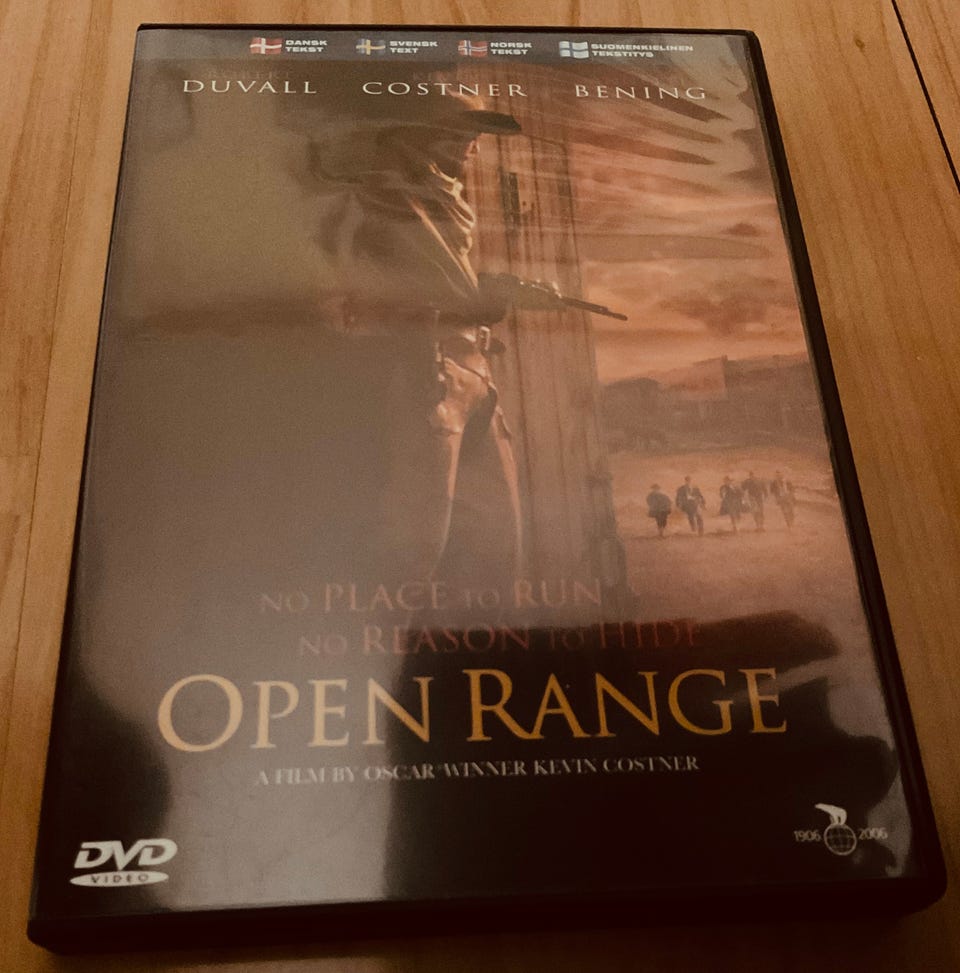 DANSK TEKST
SVENSK TEXT
NORSK TEKST
SUOMENKIELINEN TEKSTITYS
DUVALL COSTNER BENING
NO PLACE TO RUN
NO REASON TO HIDE
OPEN RANGE
A FILM BY OSCAR WINNER KEVIN COSTNER
1906 2006
DVD
VIDEO